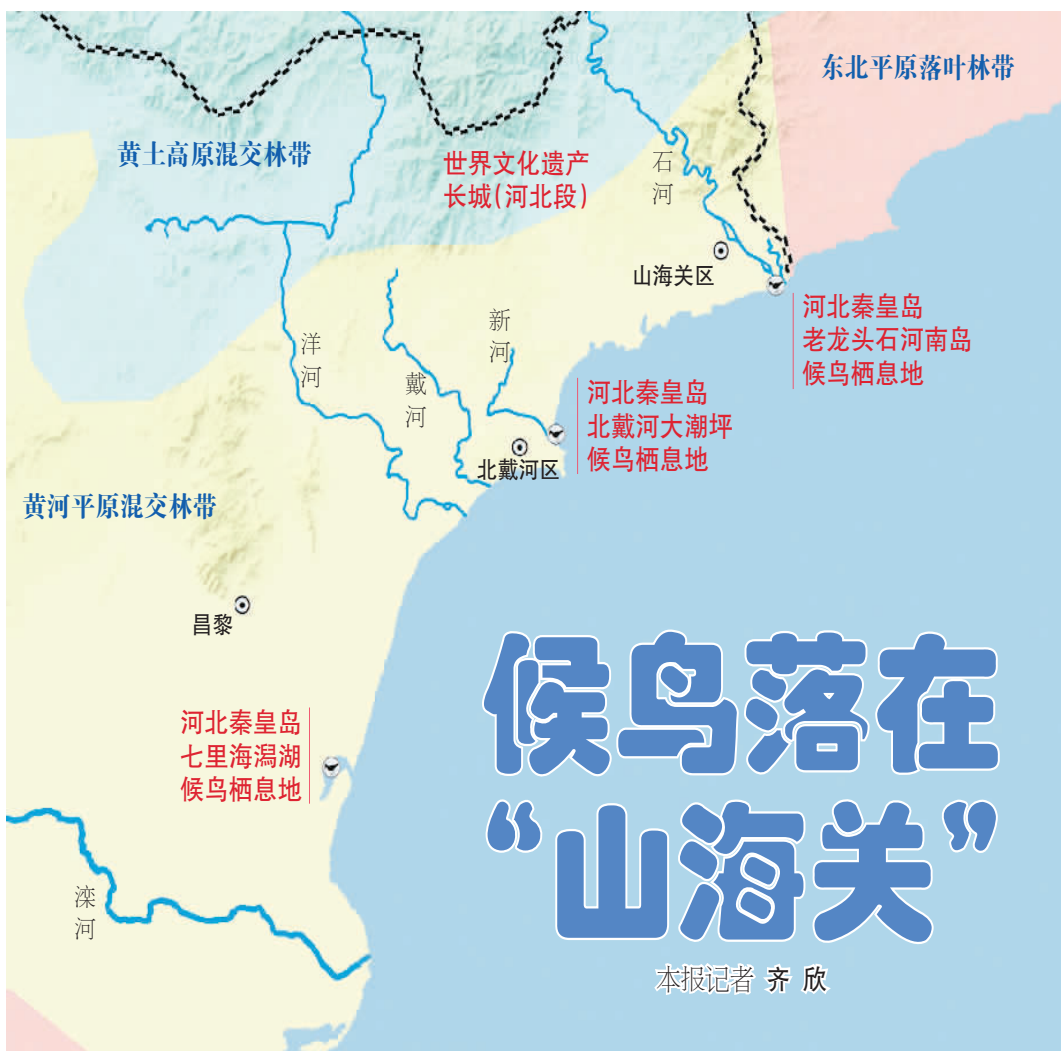 东北平原落叶林带
黄土高原混交林带
世界文化遗产
长城(河北段)
石河
山海关区
河北秦皇岛
老龙头石河南岛
候鸟栖息地
新河
洋河
戴河
河北秦皇岛
北戴河大潮坪
候鸟栖息地
北戴河区
黄河平原混交林带
昌黎
河北秦皇岛
七里海潟湖
候鸟栖息地
滦河
候鸟落在
“山海关”
本报记者 齐 欣